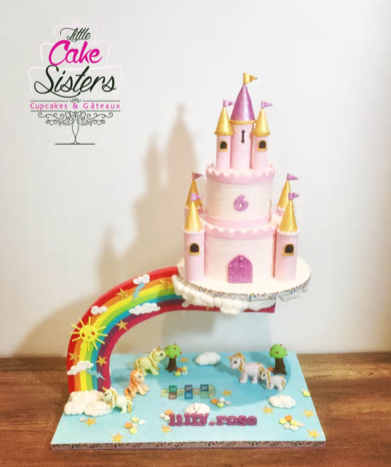 little
Cake
Sisters
Cupcakes & Gâteaux
6
lilly.rose